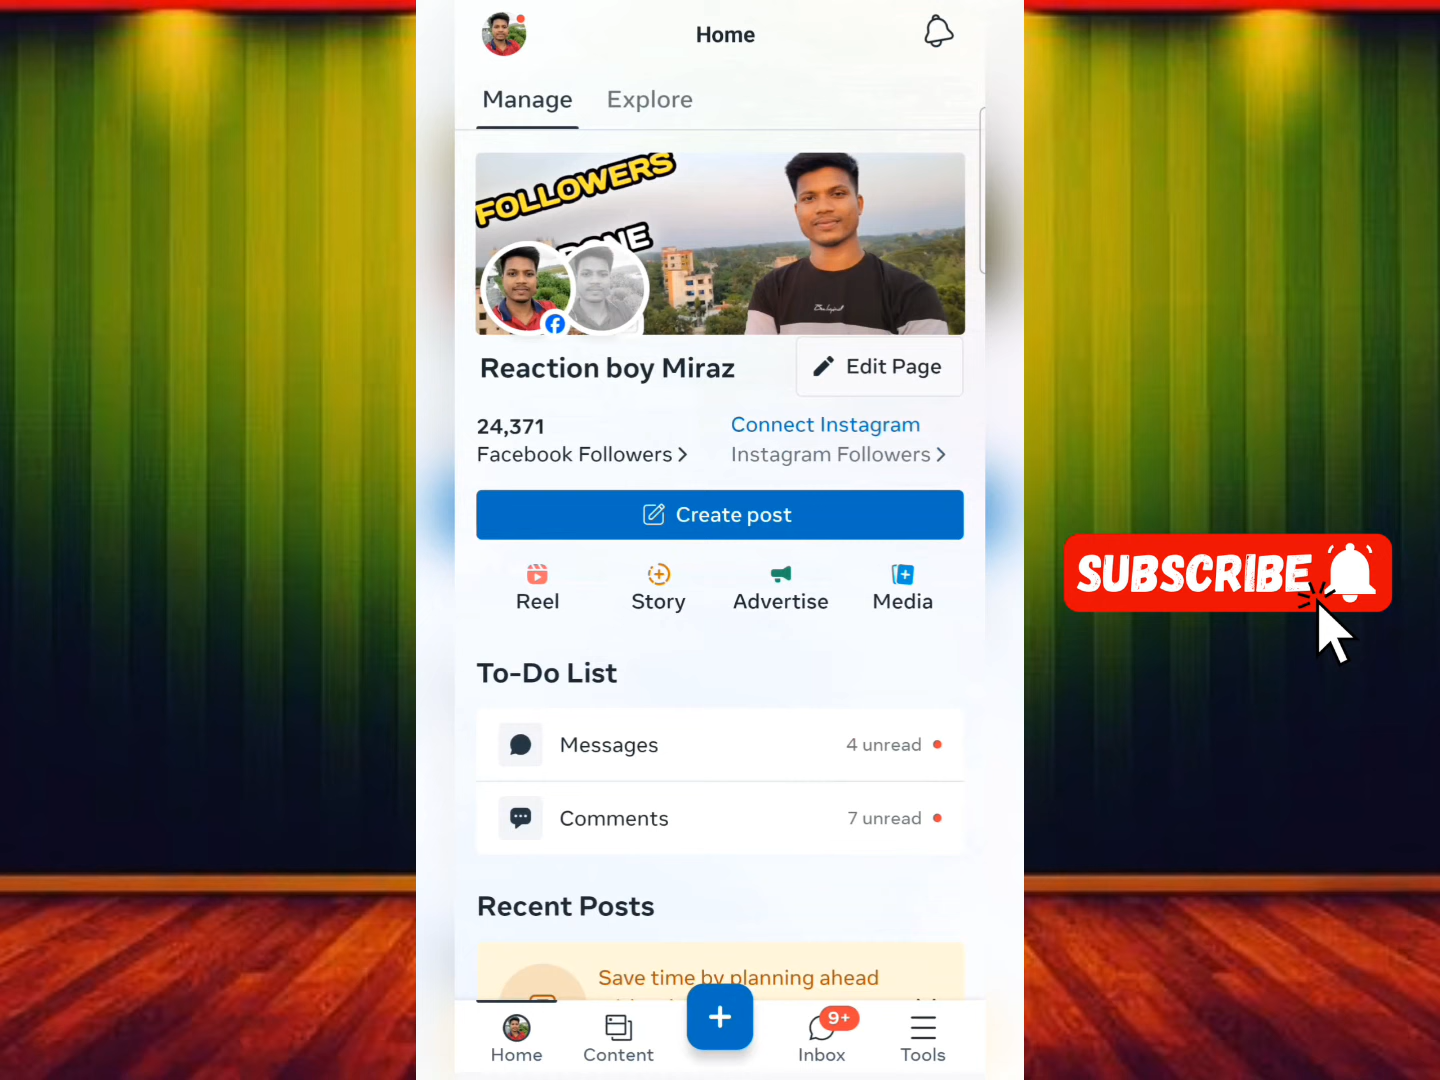 Home
Manage
Explore
FOLLOWERS
Reaction boy Miraz
Edit Page
24,371
Connect Instagram
Facebook Followers
Instagram Followers
Create post
Reel
Story
Advertise
Media
SUBSCRIBE
To-Do List
Messages
4 unread
Comments
7 unread
Recent Posts
Save time by planning ahead
9+
Home
Content
Inbox
Tools